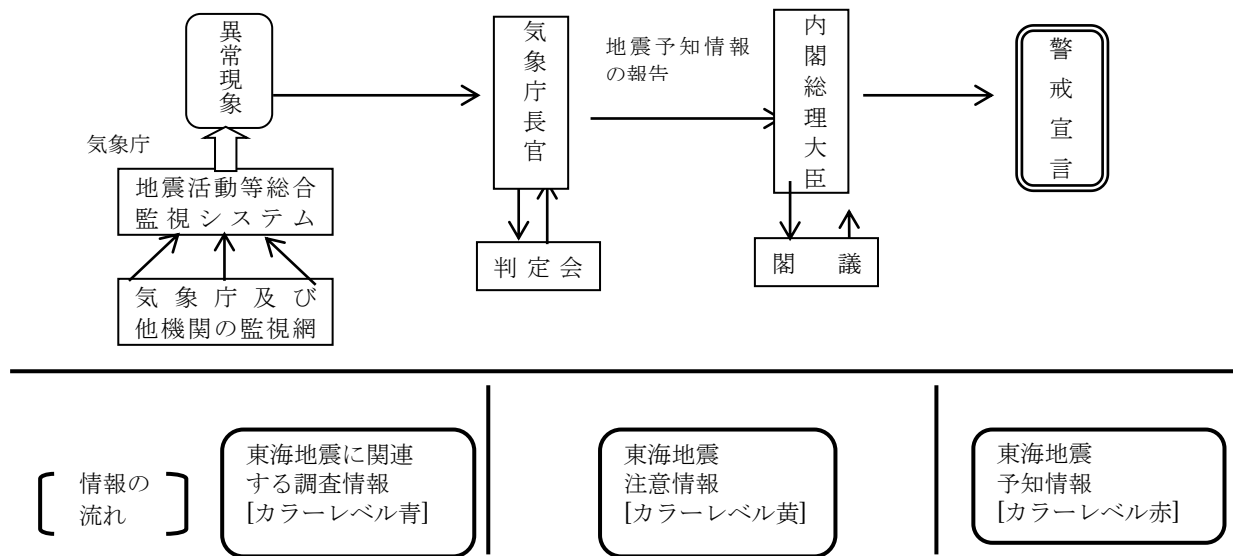 異常現象
気象庁長官
地震予知情報
の報告
内閣総理大臣
警戒宣言
気象庁
地震活動等総合
監視システム
判定会
閣議
気象庁及び
他機関の監視網
情報の
流れ
東海地震に関連
する調査情報
[カラーレベル青]
東海地震
注意情報
[カラーレベル黄]
東海地震
予知情報
[カラーレベル赤]